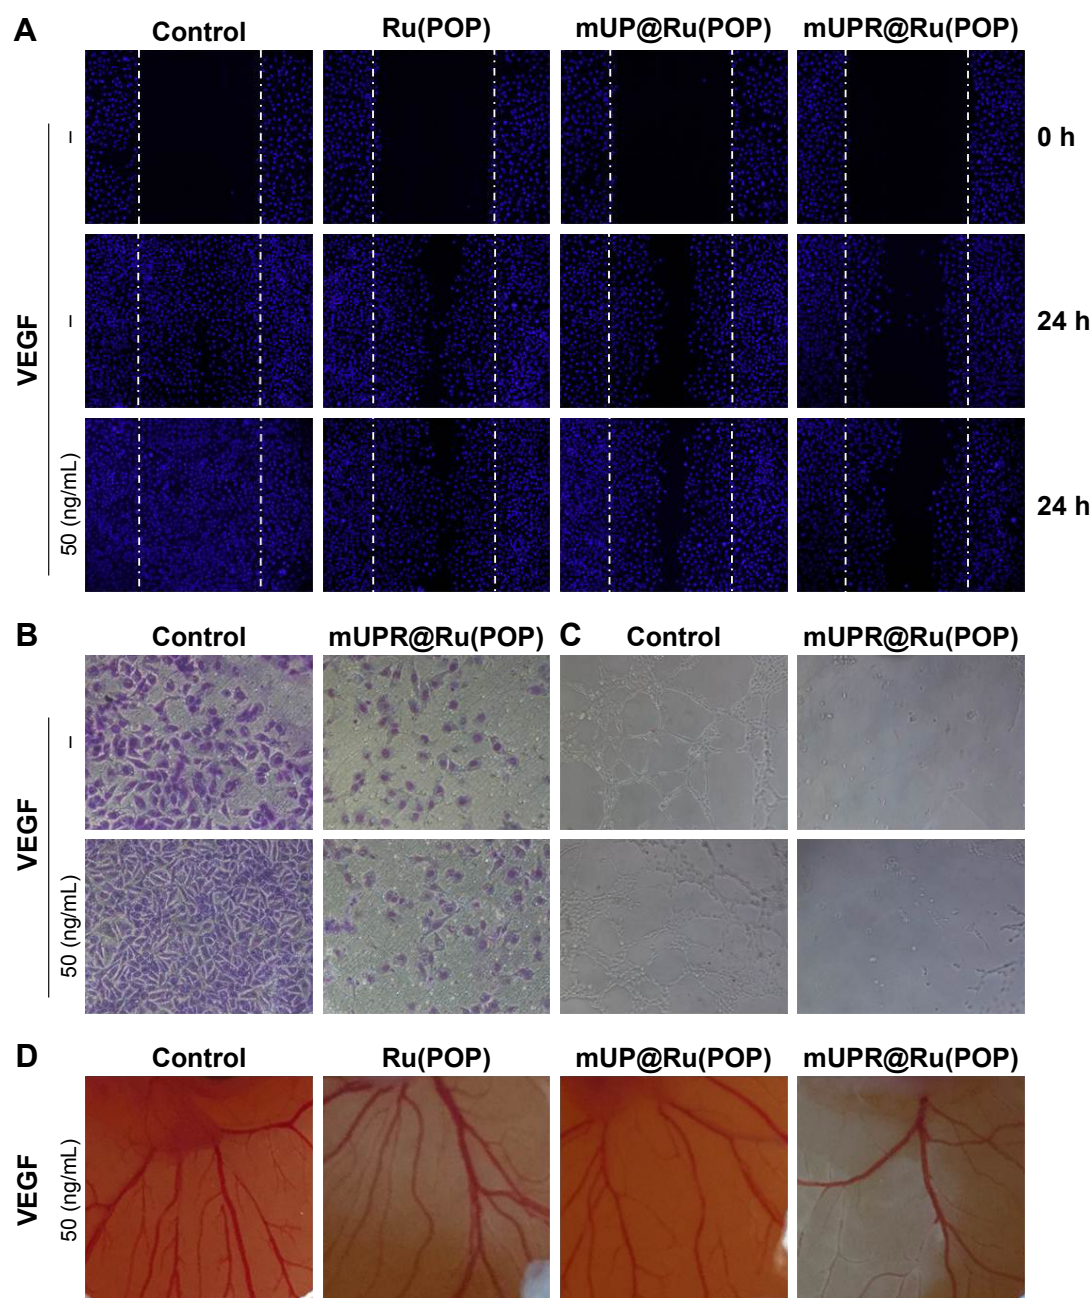 A
Control Ru(POP) mUP@Ru(POP) mUPR@Ru(POP)
VEGF
–
0 h
–
24 h
50 (ng/mL)
24 h
B
Control mUPR@Ru(POP)
C
Control mUPR@Ru(POP)
VEGF
–
50 (ng/mL)
D
Control Ru(POP) mUP@Ru(POP) mUPR@Ru(POP)
VEGF
50 (ng/mL)